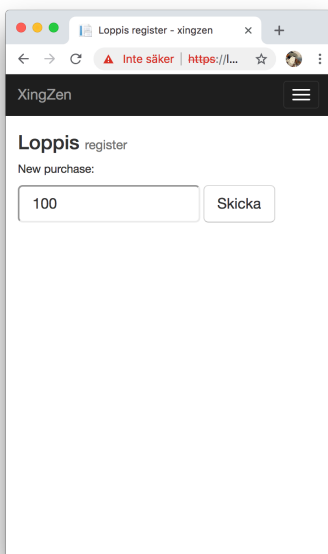 Loppis register - xingzen
Inte säker https://l...
XingZen
Loppis register
New purchase:
100 Skicka